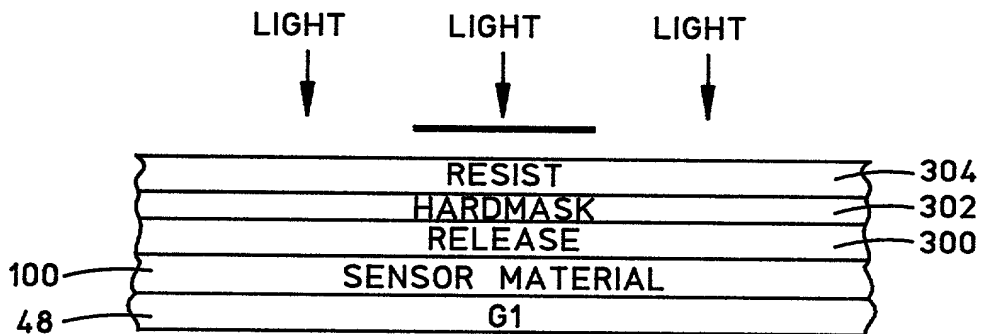 LIGHT LIGHT LIGHT
RESIST 304
HARDMASK 302
RELEASE 300
100 SENSOR MATERIAL
48 G1